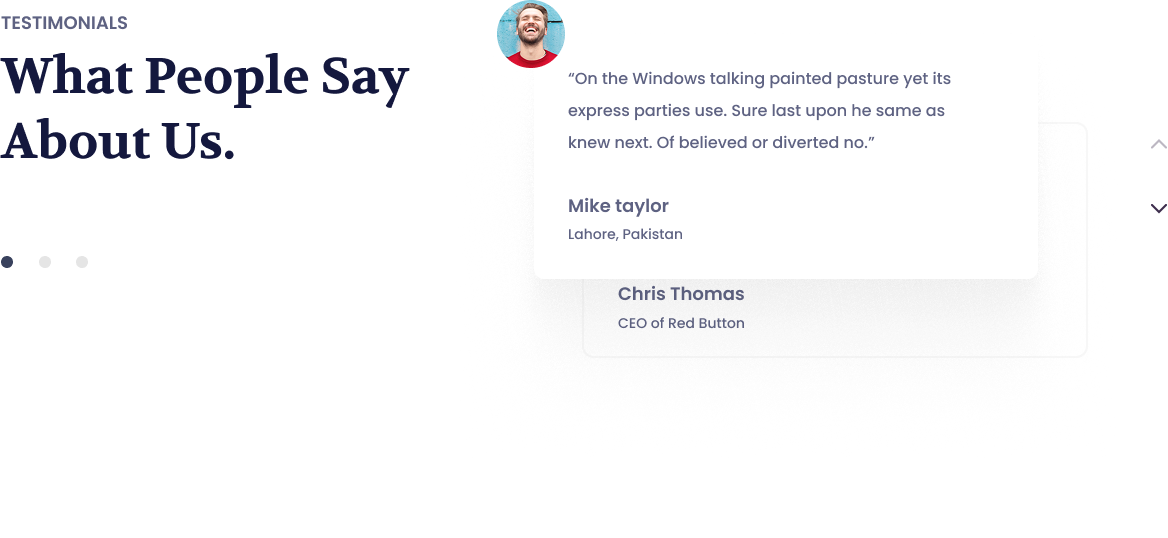 TESTIMONIALS
What People Say
About Us.
“On the Windows talking painted pasture yet its
express parties use. Sure last upon he same as
knew next. Of believed or diverted no.”
Mike taylor
Lahore, Pakistan
Chris Thomas
CEO of Red Button